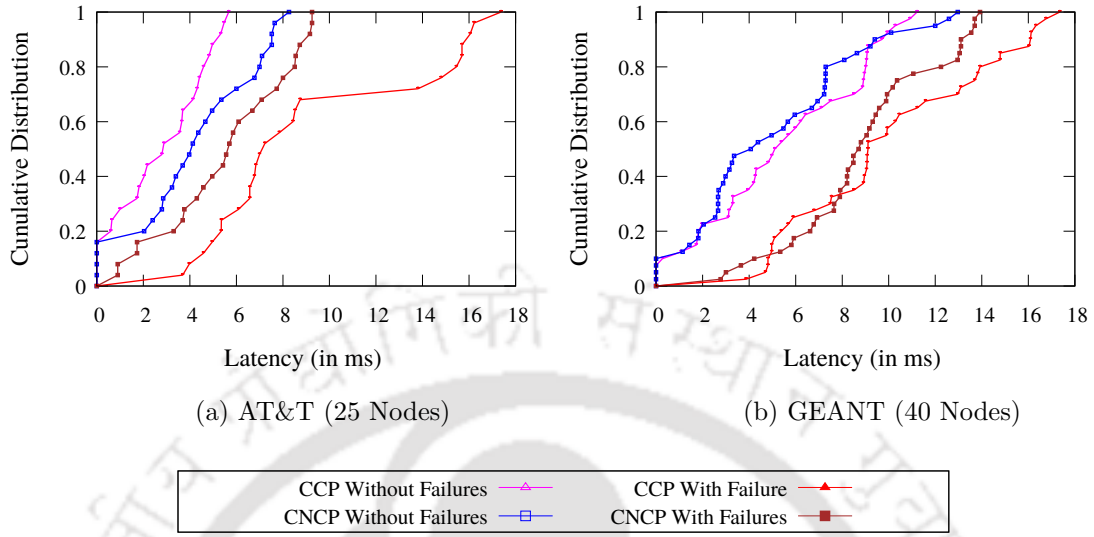 1
0.8
0.6
0.4
0.2
0
Cunulative Distribution
0 2 4 6 8 10 12 14 16 18
Latency (in ms)
(a) AT&T (25 Nodes)
1
0.8
0.6
0.4
0.2
0
Cunulative Distribution
0 2 4 6 8 10 12 14 16 18
Latency (in ms)
(b) GEANT (40 Nodes)
CCP Without Failures CCP With Failure
CNCP Without Failures CNCP With Failures